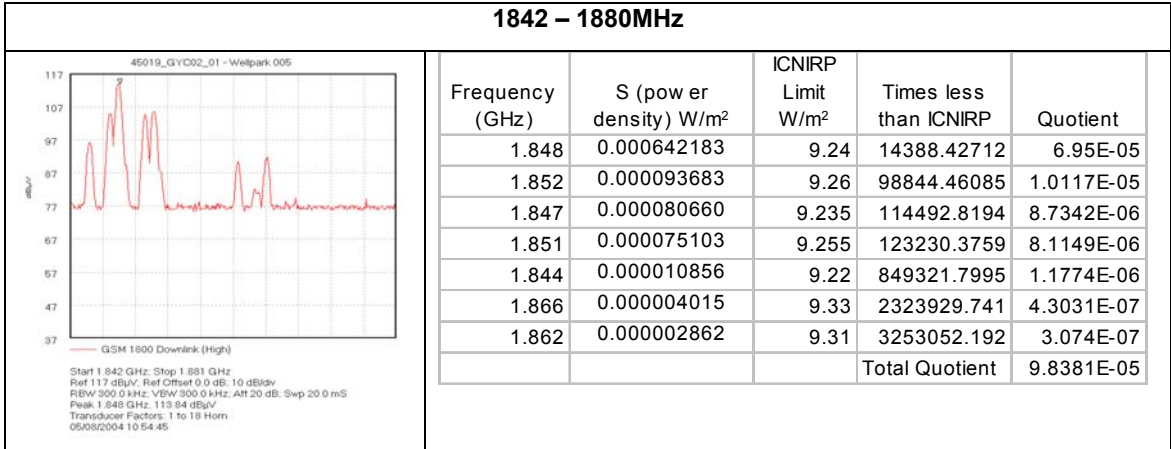 1842 – 1880MHz
45019_GYC02_01 - Wellpark 005
117
107
97
87
77
67
57
47
37
dBµV
GSM 1800 Downlink (High)
Start 1.842 GHz; Stop 1.881 GHz
Ref 117 dBµV; Ref Offset 0.0 dB; 10 dB/div
RBW 300.0 kHz; VBW 300.0 kHz; Att 20 dB; Swp 20.0 mS
Peak 1.848 GHz, 113.84 dBµV
Transducer Factors: 1 to 18 Horn
05/08/2004 10:54:45
Frequency (GHz) S (pow er density) W/m² ICNIRP Limit W/m² Times less than ICNIRP Quotient
1.848 0.000642183 9.24 14388.42712 6.95E-05
1.852 0.000093683 9.26 98844.46085 1.0117E-05
1.847 0.000080660 9.235 114492.8194 8.7342E-06
1.851 0.000075103 9.255 123230.3759 8.1149E-06
1.844 0.000010856 9.22 849321.7995 1.1774E-06
1.866 0.000004015 9.33 2323929.741 4.3031E-07
1.862 0.000002862 9.31 3253052.192 3.074E-07
Total Quotient 9.8381E-05